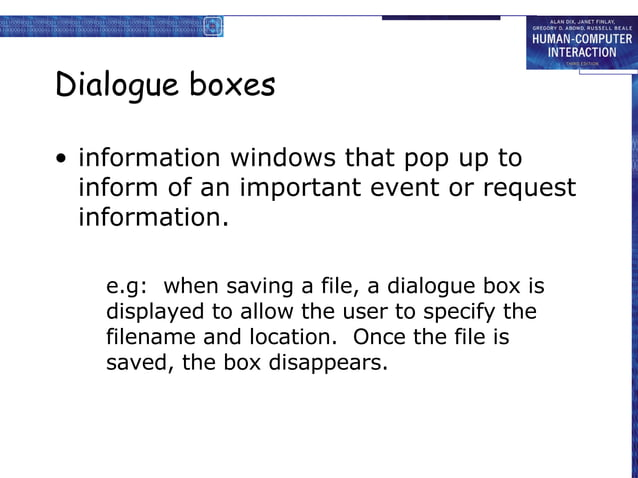 ALAN DIX, JANET FINLAY,
GREGORY D. ABOWD, RUSSELL BEALE
HUMAN-COMPUTER
INTERACTION
THIRD EDITION
Dialogue boxes
• information windows that pop up to
inform of an important event or request
information.
e.g: when saving a file, a dialogue box is
displayed to allow the user to specify the
filename and location. Once the file is
saved, the box disappears.